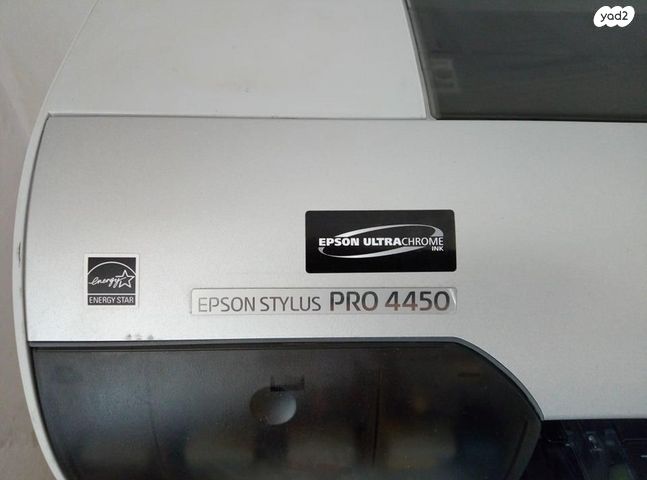 yad2
EPSON ULTRACHROME
INK
energy
ENERGY STAR
EPSON STYLUS PRO 4450